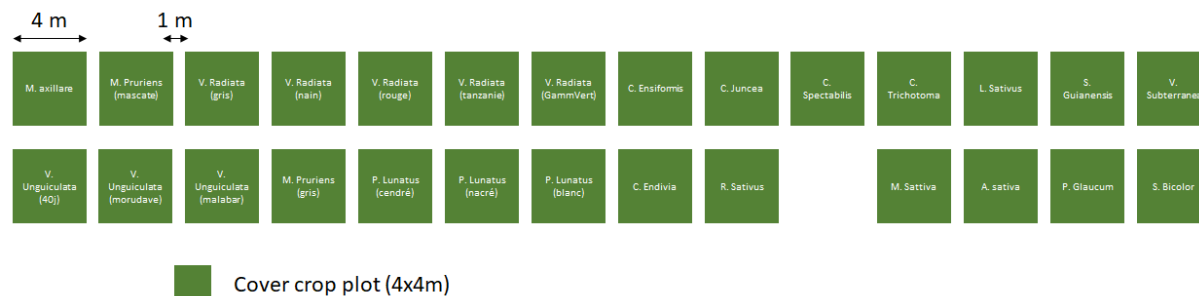 4 m
1 m
M. axillare
M. Pruriens
(mascate)
V. Radiata
(gris)
V. Radiata
(nain)
V. Radiata
(rouge)
V. Radiata
(tanzanie)
V. Radiata
(GammVert)
C. Ensiformis
C. Juncea
C.
Spectabilis
C.
Trichotoma
L. Sativus
S.
Guianensis
V.
Subterranea
V.
Unguiculata
(40j)
V.
Unguiculata
(morudave)
V.
Unguiculata
(malabar)
M. Pruriens
(gris)
P. Lunatus
(cendré)
P. Lunatus
(nacré)
P. Lunatus
(blanc)
C. Endivia
R. Sativus
M. Sattiva
A. sativa
P. Glaucum
S. Bicolor
Cover crop plot (4x4m)